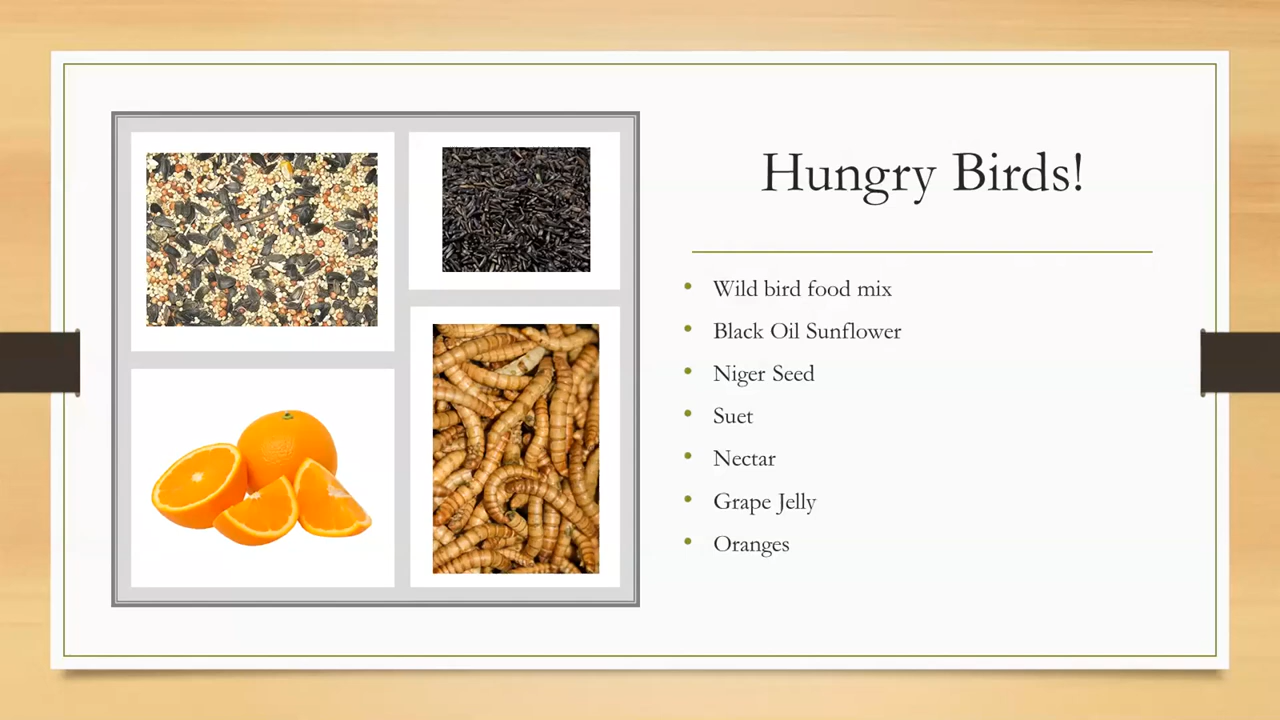 Hungry Birds!
• Wild bird food mix
• Black Oil Sunflower
• Niger Seed
• Suet
• Nectar
• Grape Jelly
• Oranges